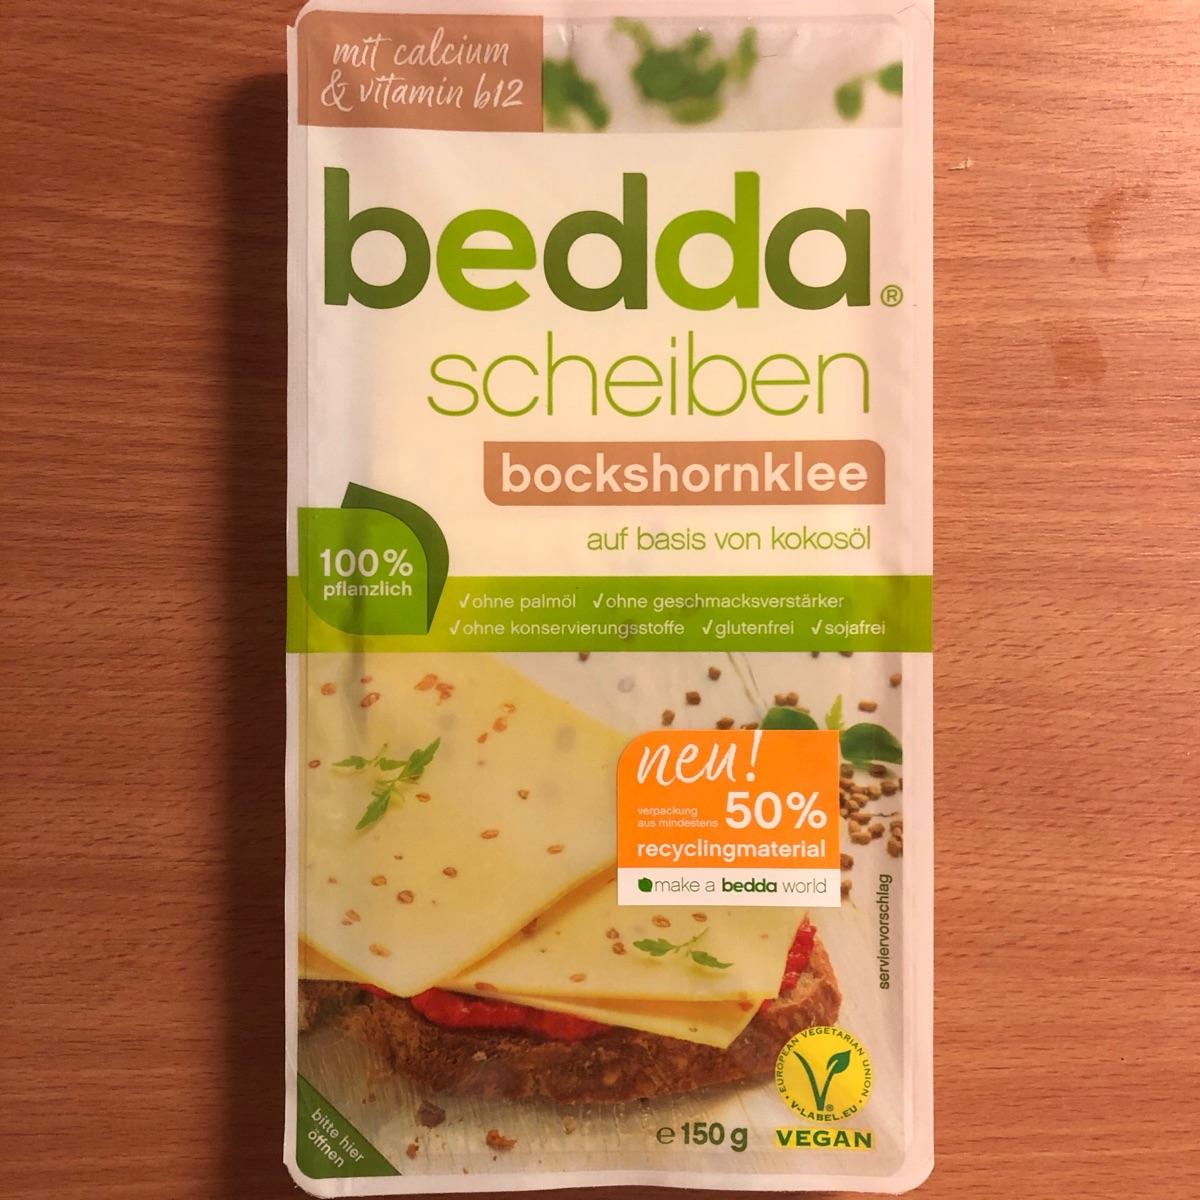 mit calcium
& vitamin b12
bedda®
scheiben
bockshornklee
auf basis von kokosöl
100%
pflanzlich
✓ohne palmöl ✓ohne geschmacksverstärker
✓ohne konservierungsstoffe ✓glutenfrei ✓sojafrei
neu!
verpackung
aus mindestens 50%
recyclingmaterial
make a bedda world
serviervorschlag
EUROPEAN VEGETARIAN UNION
V-LABEL.EU
®
VEGAN
e 150 g
bitte hier
öffnen